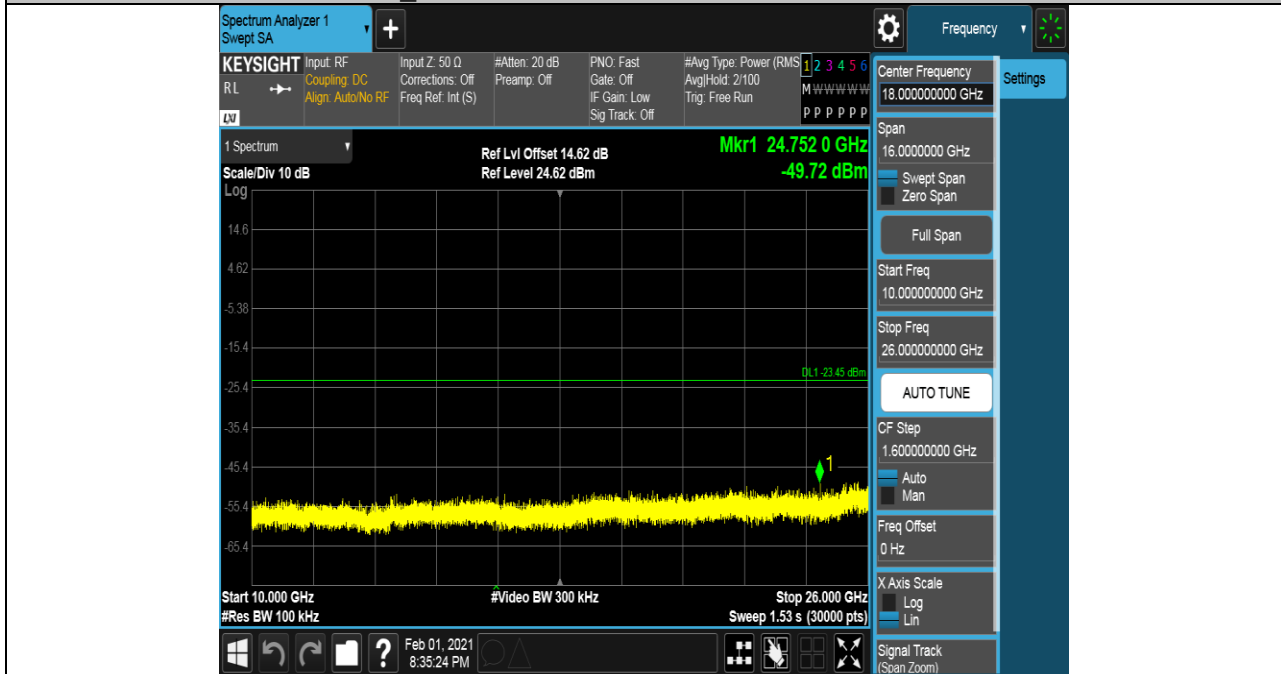 Spectrum Analyzer 1
Swept SA
+
Frequency
KEYSIGHT
RL
LXI
Input: RF
Coupling: DC
Align: Auto/No RF
Input Z: 50 Ω
Corrections: Off
Freq Ref: Int (S)
#Atten: 20 dB
Preamp: Off
PNO: Fast
Gate: Off
IF Gain: Low
Sig Track: Off
#Avg Type: Power (RMS
Avg|Hold: 2/100
Trig: Free Run
1 2 3 4 5 6
M W W W W W
P P P P P P
Center Frequency
18.000000000 GHz
Settings
Span
16.0000000 GHz
Swept Span
Zero Span
Full Span
Start Freq
10.000000000 GHz
Stop Freq
26.000000000 GHz
AUTO TUNE
CF Step
1.600000000 GHz
Auto
Man
Freq Offset
0 Hz
X Axis Scale
Log
Lin
Signal Track
(Span Zoom)
1 Spectrum
Scale/Div 10 dB
Ref Lvl Offset 14.62 dB
Ref Level 24.62 dBm
Mkr1 24.752 0 GHz
-49.72 dBm
Log
14.6
4.62
-5.38
-15.4
DL1 -23.45 dBm
-25.4
-35.4
-45.4
1
-55.4
-65.4
Start 10.000 GHz
#Video BW 300 kHz
Stop 26.000 GHz
#Res BW 100 kHz
Sweep 1.53 s (30000 pts)
?
Feb 01, 2021
8:35:24 PM